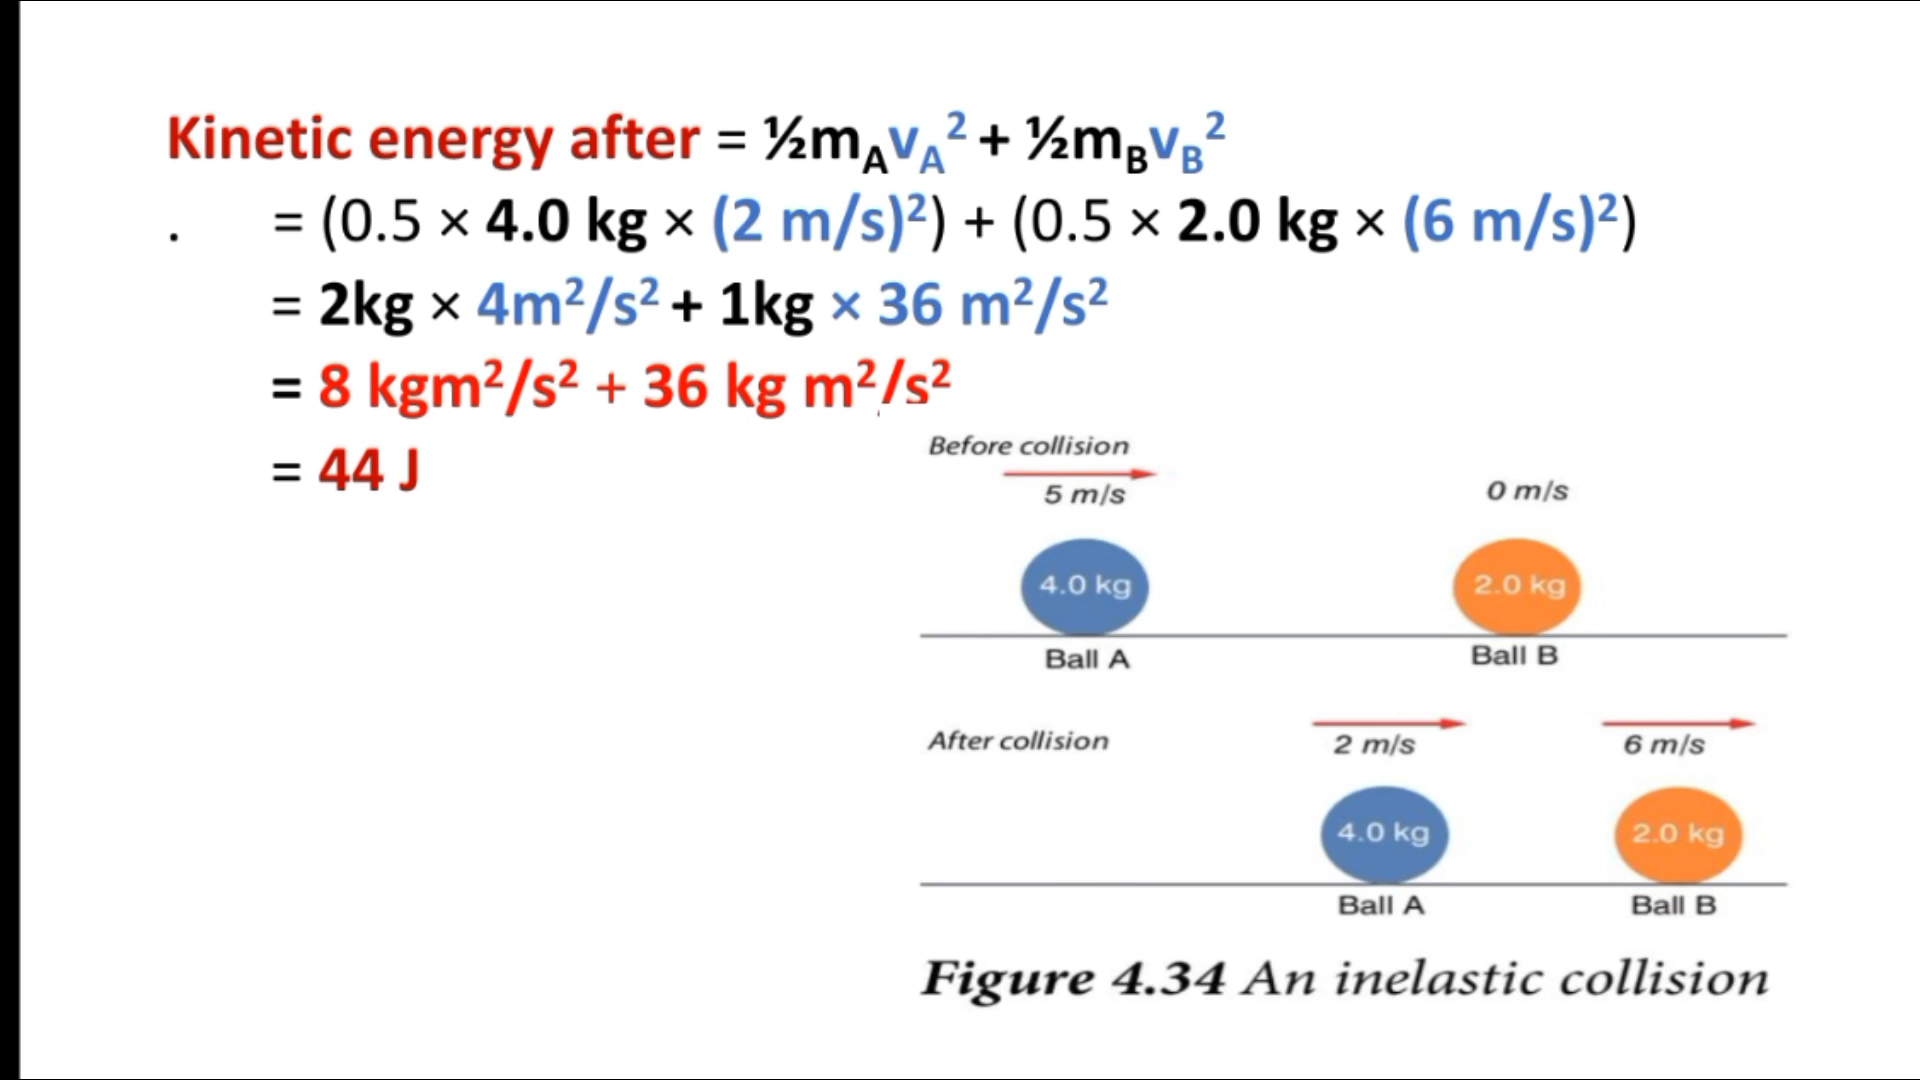 Kinetic energy after = ½mAvA² + ½mBvB²
. = (0.5 × 4.0 kg × (2 m/s)²) + (0.5 × 2.0 kg × (6 m/s)²)
= 2kg × 4m²/s² + 1kg × 36 m²/s²
= 8 kgm²/s² + 36 kg m²/s²
= 44 J
Before collision
5 m/s
0 m/s
4.0 kg
2.0 kg
Ball A
Ball B
After collision
2 m/s
6 m/s
4.0 kg
2.0 kg
Ball A
Ball B
Figure 4.34 An inelastic collision